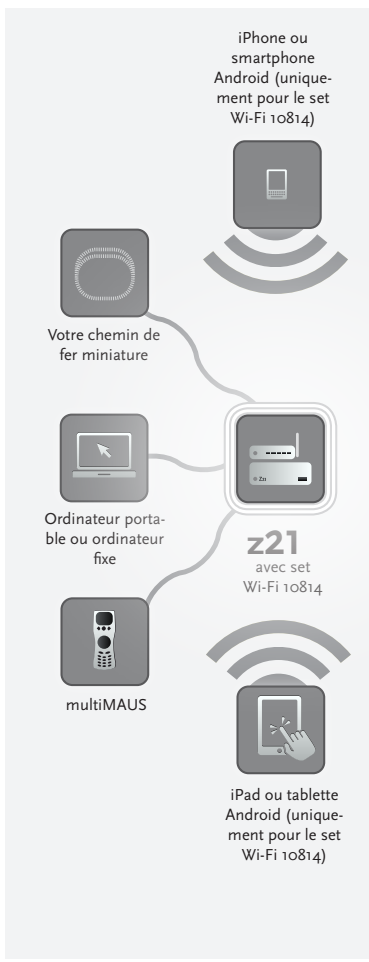 iPhone ou
smartphone
Android (unique-
ment pour le set
Wi-Fi 10814)
Votre chemin de
fer miniature
Ordinateur porta-
ble ou ordinateur
fixe
Z21
z21
avec set
Wi-Fi 10814
multiMAUS
iPad ou tablette
Android (unique-
ment pour le set
Wi-Fi 10814)